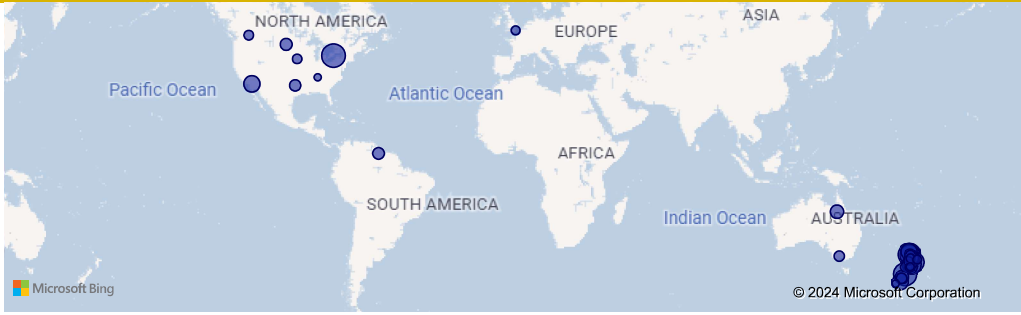 NORTH AMERICA
ASIA
EUROPE
Pacific Ocean
Atlantic Ocean
AFRICA
SOUTH AMERICA
Indian Ocean
AUSTRALIA
Microsoft Bing
© 2024 Microsoft Corporation